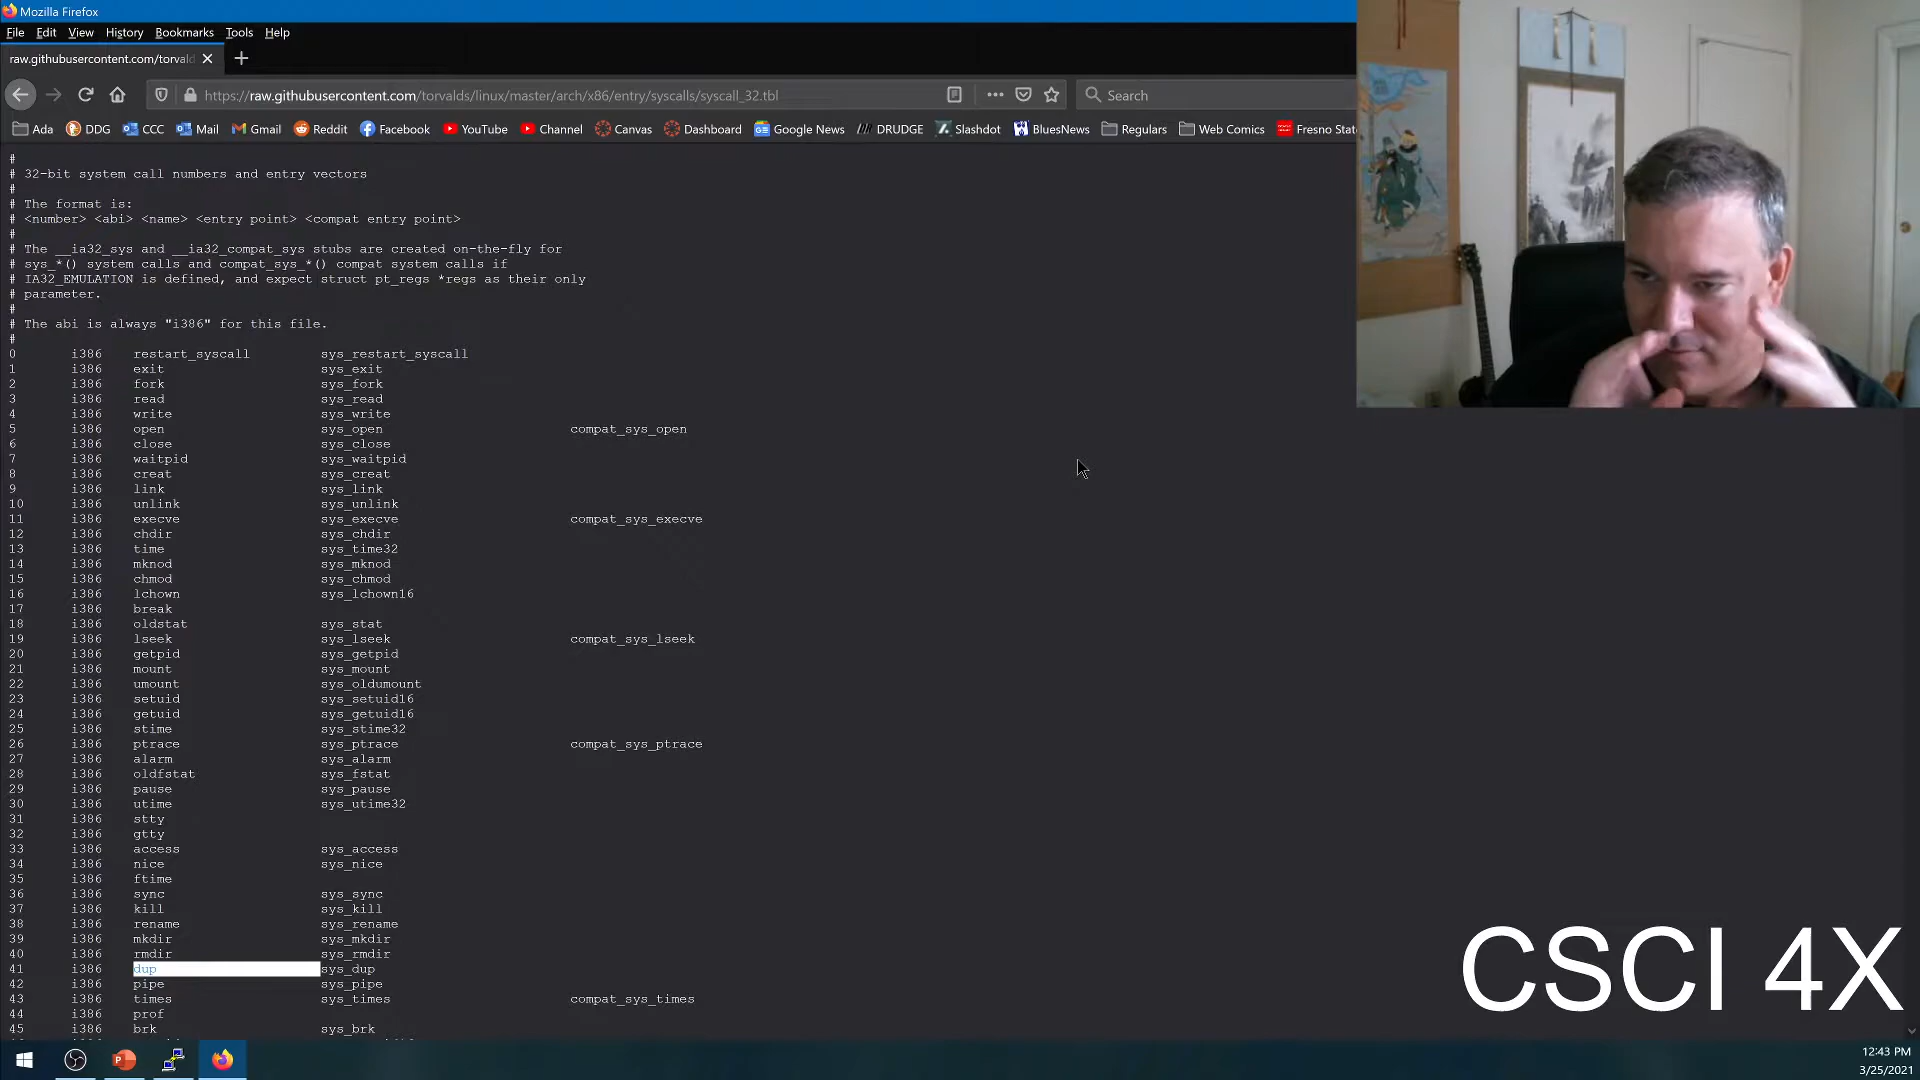 Mozilla Firefox
File Edit View History Bookmarks Tools Help
raw.githubusercontent.com/torvald
https://raw.githubusercontent.com/torvalds/linux/master/arch/x86/entry/syscalls/syscall_32.tbl Search
Ada DDG CCC Mail Gmail Reddit Facebook YouTube Channel Canvas Dashboard Google News DRUDGE Slashdot BluesNews Regulars Web Comics Fresno Stat
#
# 32-bit system call numbers and entry vectors
#
# The format is:
# <number> <abi> <name> <entry point> <compat entry point>
#
# The __ia32_sys and __ia32_compat_sys stubs are created on-the-fly for
# sys_*() system calls and compat_sys_*() compat system calls if
# IA32_EMULATION is defined, and expect struct pt_regs *regs as their only
# parameter.
#
# The abi is always "i386" for this file.
#
0 i386 restart_syscall sys_restart_syscall
1 i386 exit sys_exit
2 i386 fork sys_fork
3 i386 read sys_read
4 i386 write sys_write
5 i386 open sys_open compat_sys_open
6 i386 close sys_close
7 i386 waitpid sys_waitpid
8 i386 creat sys_creat
9 i386 link sys_link
10 i386 unlink sys_unlink
11 i386 execve sys_execve compat_sys_execve
12 i386 chdir sys_chdir
13 i386 time sys_time32
14 i386 mknod sys_mknod
15 i386 chmod sys_chmod
16 i386 lchown sys_lchown16
17 i386 break
18 i386 oldstat sys_stat
19 i386 lseek sys_lseek compat_sys_lseek
20 i386 getpid sys_getpid
21 i386 mount sys_mount
22 i386 umount sys_oldumount
23 i386 setuid sys_setuid16
24 i386 getuid sys_getuid16
25 i386 stime sys_stime32
26 i386 ptrace sys_ptrace compat_sys_ptrace
27 i386 alarm sys_alarm
28 i386 oldfstat sys_fstat
29 i386 pause sys_pause
30 i386 utime sys_utime32
31 i386 stty
32 i386 gtty
33 i386 access sys_access
34 i386 nice sys_nice
35 i386 ftime
36 i386 sync sys_sync
37 i386 kill sys_kill
38 i386 rename sys_rename
39 i386 mkdir sys_mkdir
40 i386 rmdir sys_rmdir
41 i386 dup sys_dup
42 i386 pipe sys_pipe
43 i386 times sys_times compat_sys_times
44 i386 prof
45 i386 brk sys_brk
CSCI 4X
12:43 PM
3/25/2021